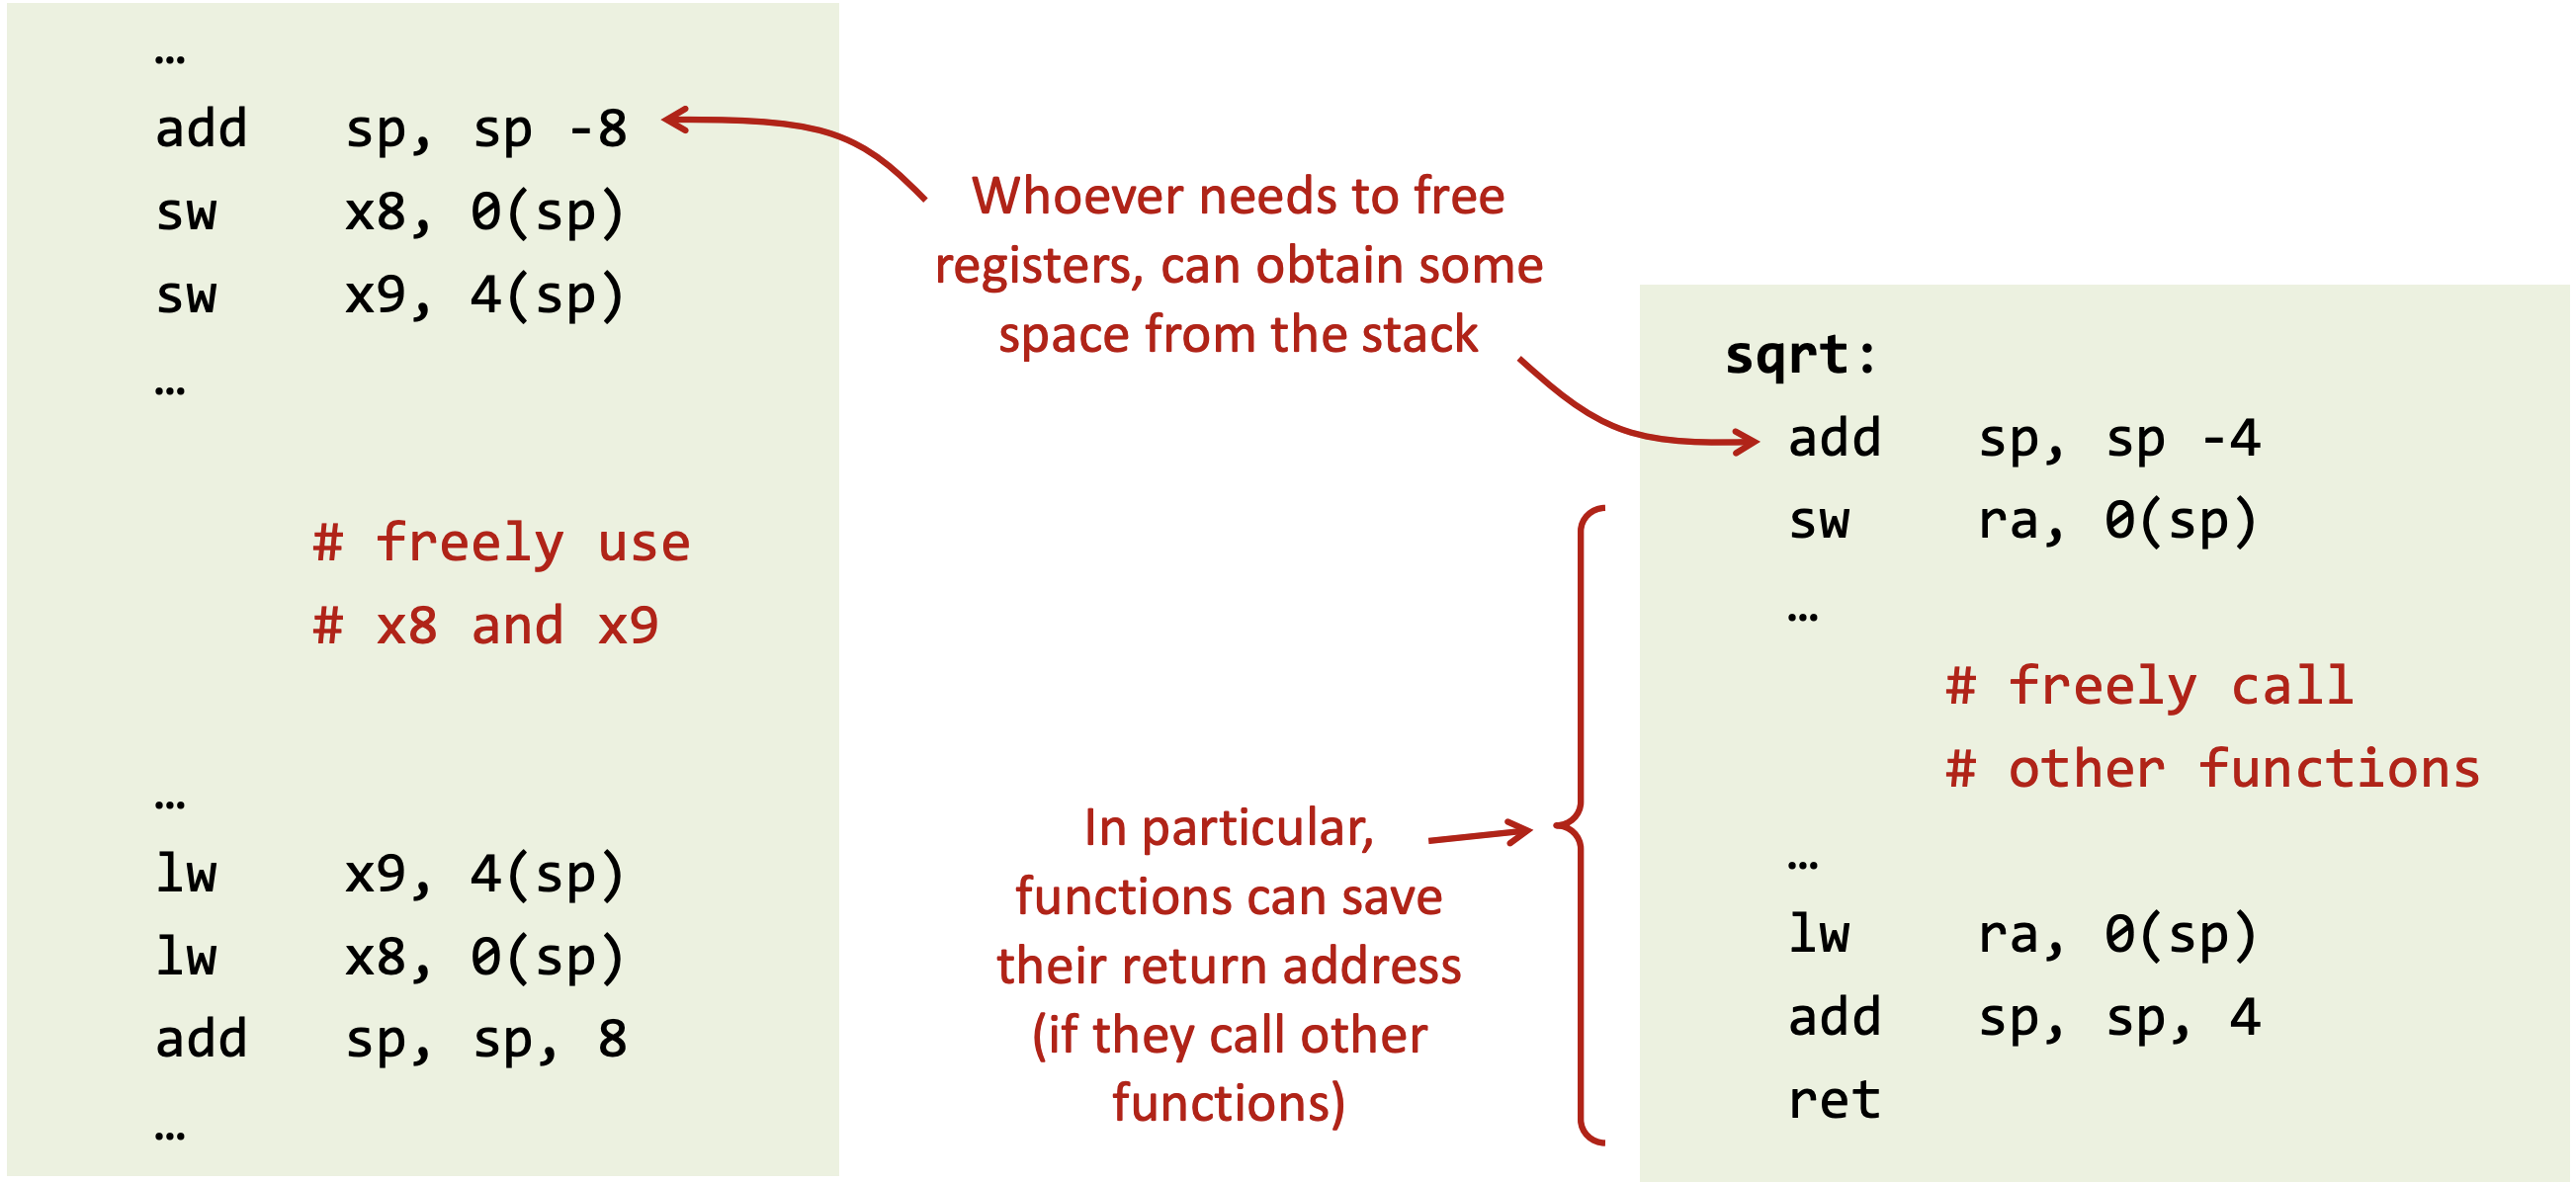 …
add sp, sp -8
sw x8, 0(sp)
sw x9, 4(sp)
…
# freely use
# x8 and x9
…
lw x9, 4(sp)
lw x8, 0(sp)
add sp, sp, 8
…
Whoever needs to free
registers, can obtain some
space from the stack
In particular,
functions can save
their return address
(if they call other
functions)
sqrt:
add sp, sp -4
sw ra, 0(sp)
…
# freely call
# other functions
…
lw ra, 0(sp)
add sp, sp, 4
ret